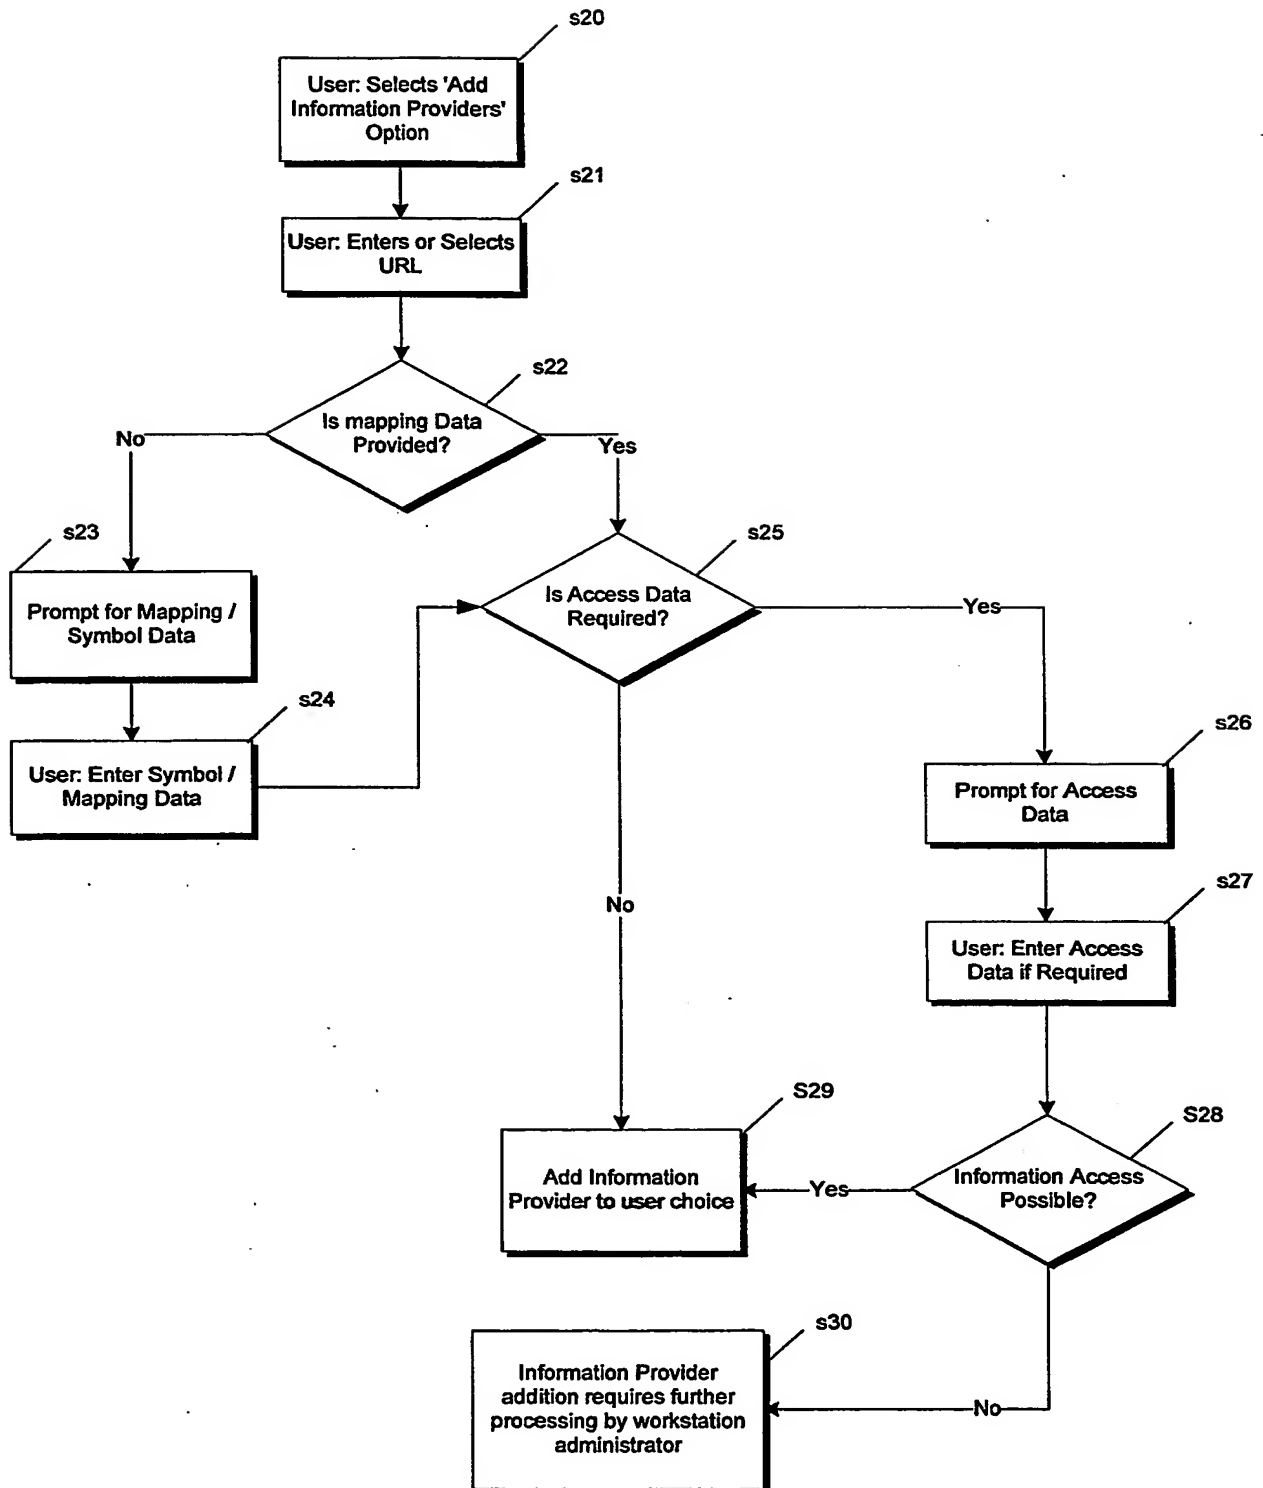 s20
User: Selects 'Add
Information Providers'
Option
s21
User: Enters or Selects
URL
s22
Is mapping Data
Provided?
No
Yes
s23
Prompt for Mapping /
Symbol Data
s25
Is Access Data
Required?
Yes
s24
User: Enter Symbol /
Mapping Data
s26
Prompt for Access
Data
No
s27
User: Enter Access
Data if Required
S29
Add Information
Provider to user choice
Yes
S28
Information Access
Possible?
s30
Information Provider
addition requires further
processing by workstation
administrator
No